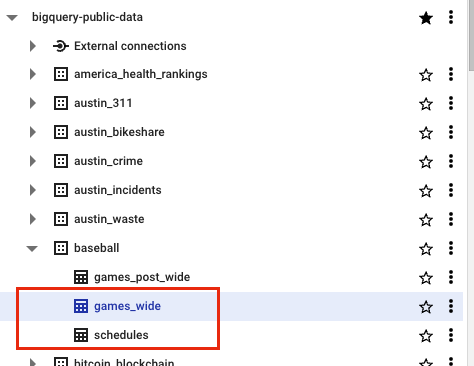 bigquery-public-data
External connections
america_health_rankings
austin_311
austin_bikeshare
austin_crime
austin_incidents
austin_waste
baseball
games_post_wide
games_wide
schedules
bitcoin_blockchain